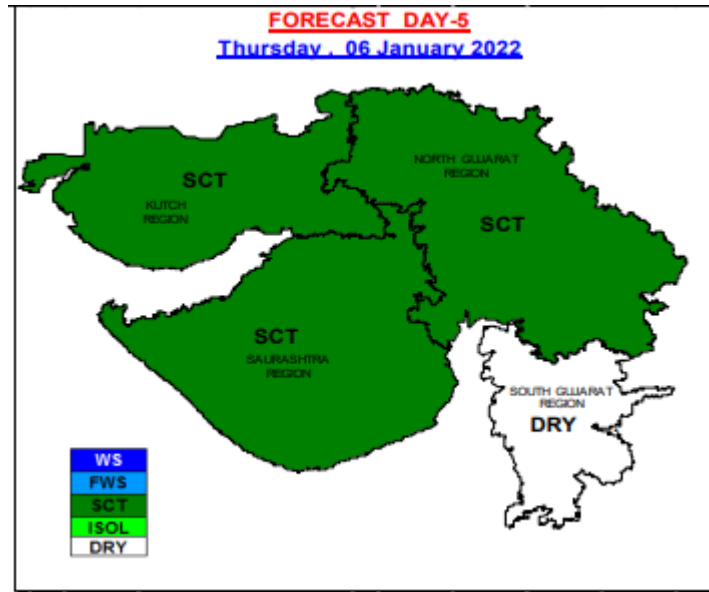 FORECAST DAY-5
Thursday , 06 January 2022
NORTH GUJARAT
REGION
SCT
KUTCH
REGION
SCT
SCT
SAURASHTRA
REGION
SOUTH GUJARAT
REGION
DRY
WS
FWS
SCT
ISOL
DRY